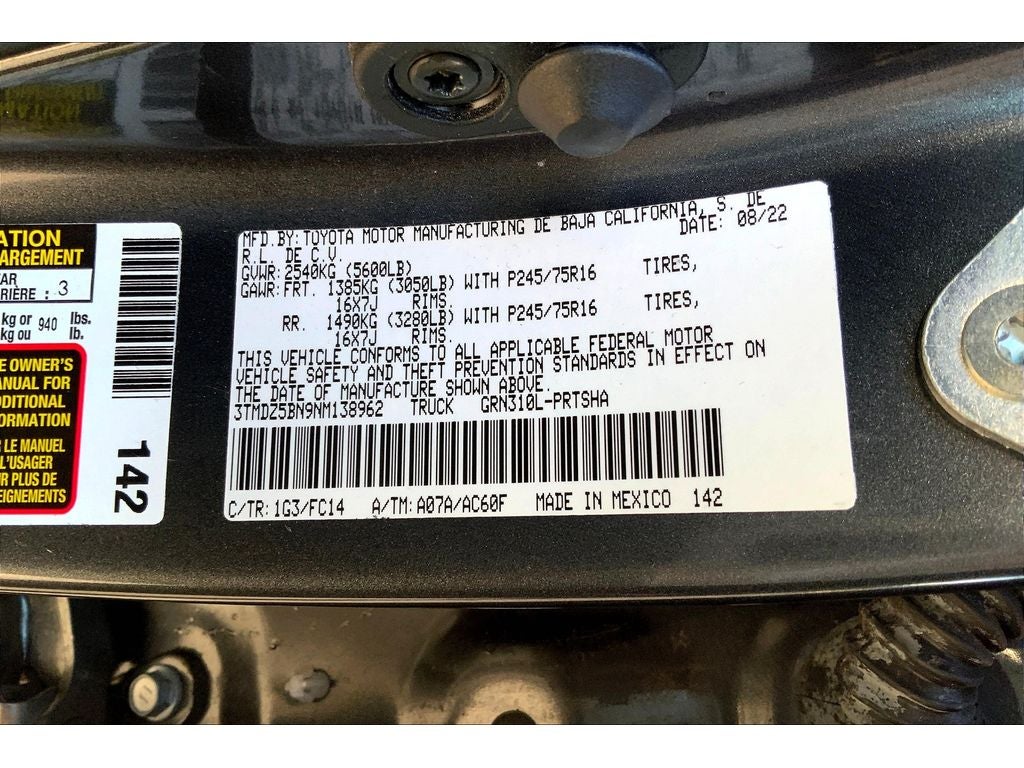 ATION
ARGEMENT
AR
RIÈRE : 3
kg or 940 lbs.
kg ou lb.
E OWNER'S
ANUAL FOR
DDITIONAL
ORMATION
R LE MANUEL
L'USAGER
UR PLUS DE
EIGNEMENTS
142
MFD.BY:TOYOTA MOTOR MANUFACTURING DE BAJA CALIFORNIA, S. DE
R.L. DE C.V. DATE: 08/22
GVWR:2540KG (5600LB)
GAWR:FRT. 1385KG (3050LB) WITH P245/75R16 TIRES,
16X7J RIMS.
RR. 1490KG (3280LB) WITH P245/75R16 TIRES,
16X7J RIMS.
THIS VEHICLE CONFORMS TO ALL APPLICABLE FEDERAL MOTOR
VEHICLE SAFETY AND THEFT PREVENTION STANDARDS IN EFFECT ON
THE DATE OF MANUFACTURE SHOWN ABOVE.
3TMDZ5BN9NM138962 TRUCK GRN310L-PRTSHA
C/TR:1G3/FC14 A/TM:A07A/AC60F MADE IN MEXICO 142